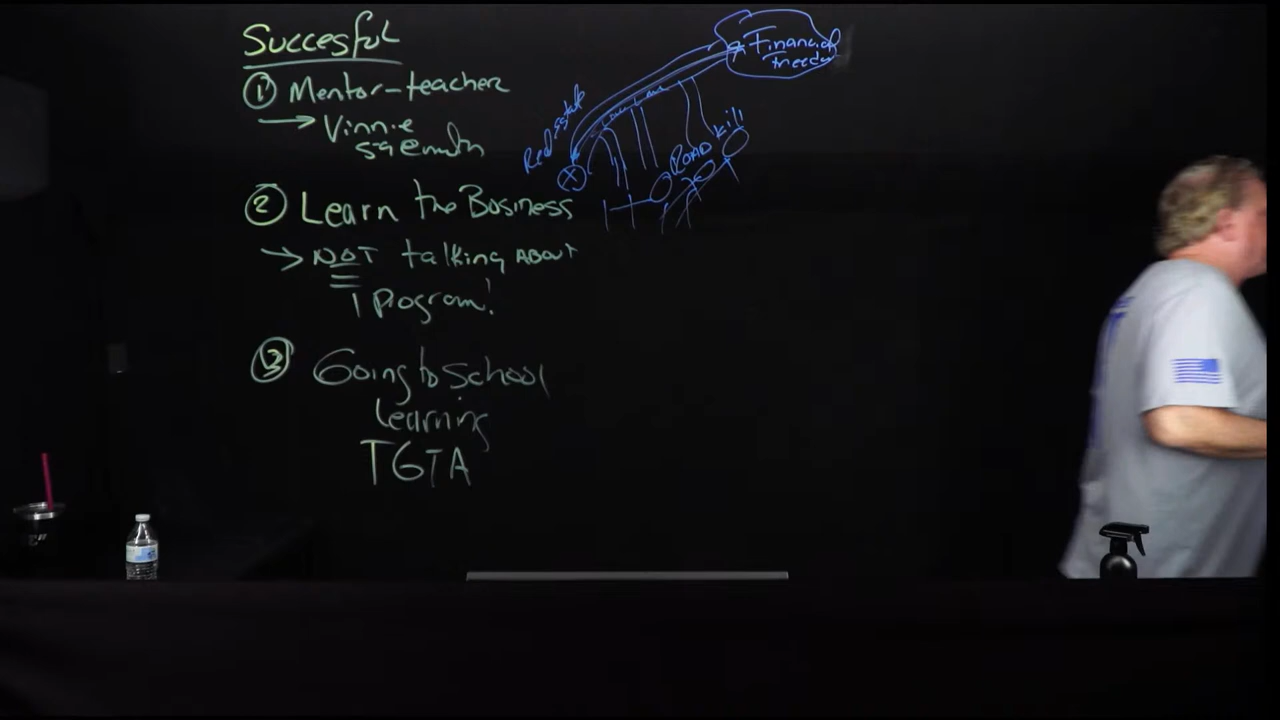 Succesful
① Mentor-teacher
→ Vinnie
② Learn the Business
→ NOT talking ABOUT
1 program!
③ Going to School
Learning
TGTA
Financial
Freedom
Real estate
ROAD kill